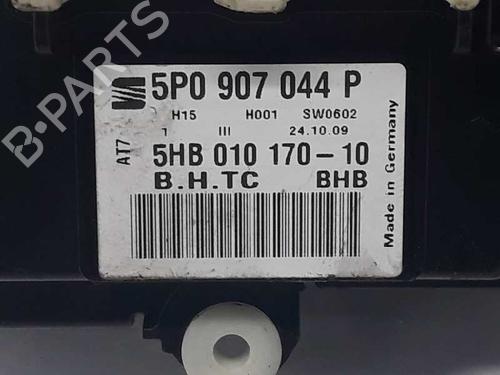 5P0 907 044 P
H15 H001 SW0602
1 III 24.10.09
AT7
5HB 010 170-10
B.H.TC BHB
Made in Germany